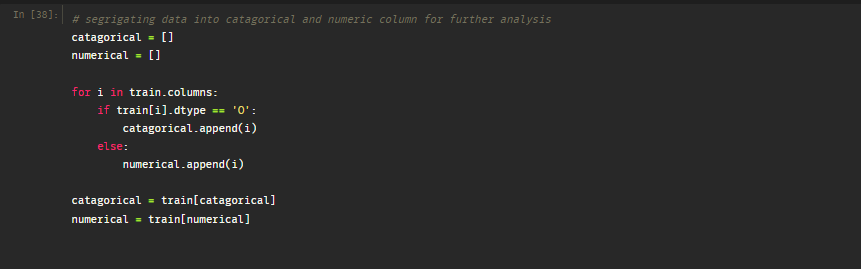 In [38]: # segrigating data into catagorical and numeric column for further analysis
catagorical = []
numerical = []
for i in train.columns:
    if train[i].dtype == 'O':
        catagorical.append(i)
    else:
        numerical.append(i)
catagorical = train[catagorical]
numerical = train[numerical]